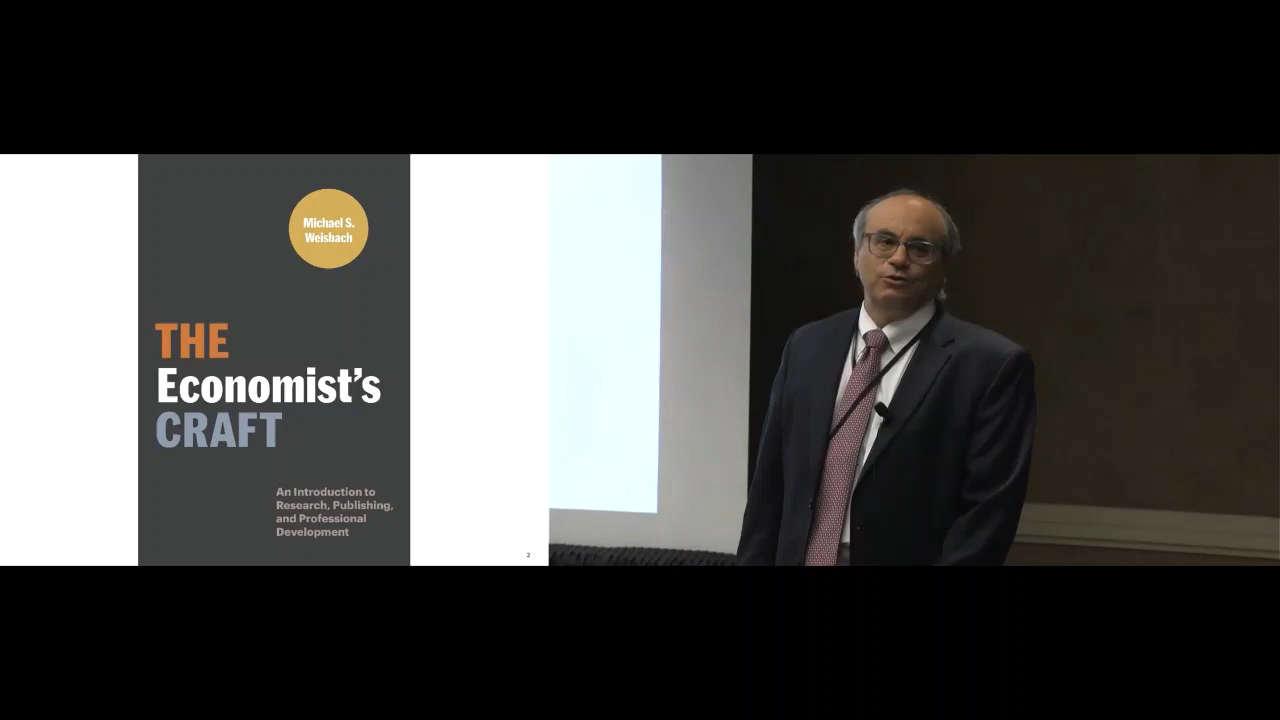 Michael S.
Weisbach
THE
Economist's
CRAFT
An Introduction to
Research, Publishing,
and Professional
Development
2